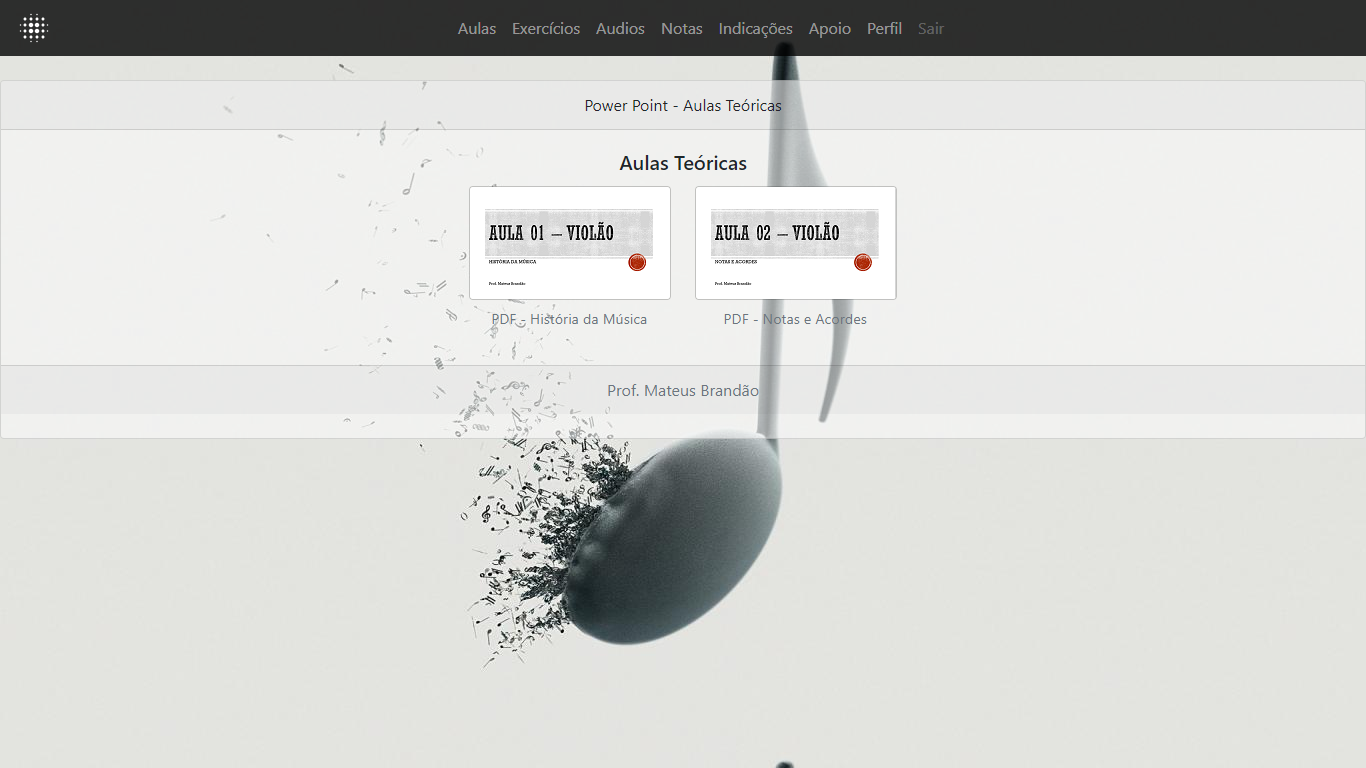 Aulas Exercícios Audios Notas Indicações Apoio Perfil Sair
Power Point - Aulas Teóricas
Aulas Teóricas
AULA 01 – VIOLÃO
HISTÓRIA DA MÚSICA
Prof. Mateus Brandão
AULA 02 – VIOLÃO
NOTAS E ACORDES
Prof. Mateus Brandão
PDF - História da Música
PDF - Notas e Acordes
Prof. Mateus Brandão